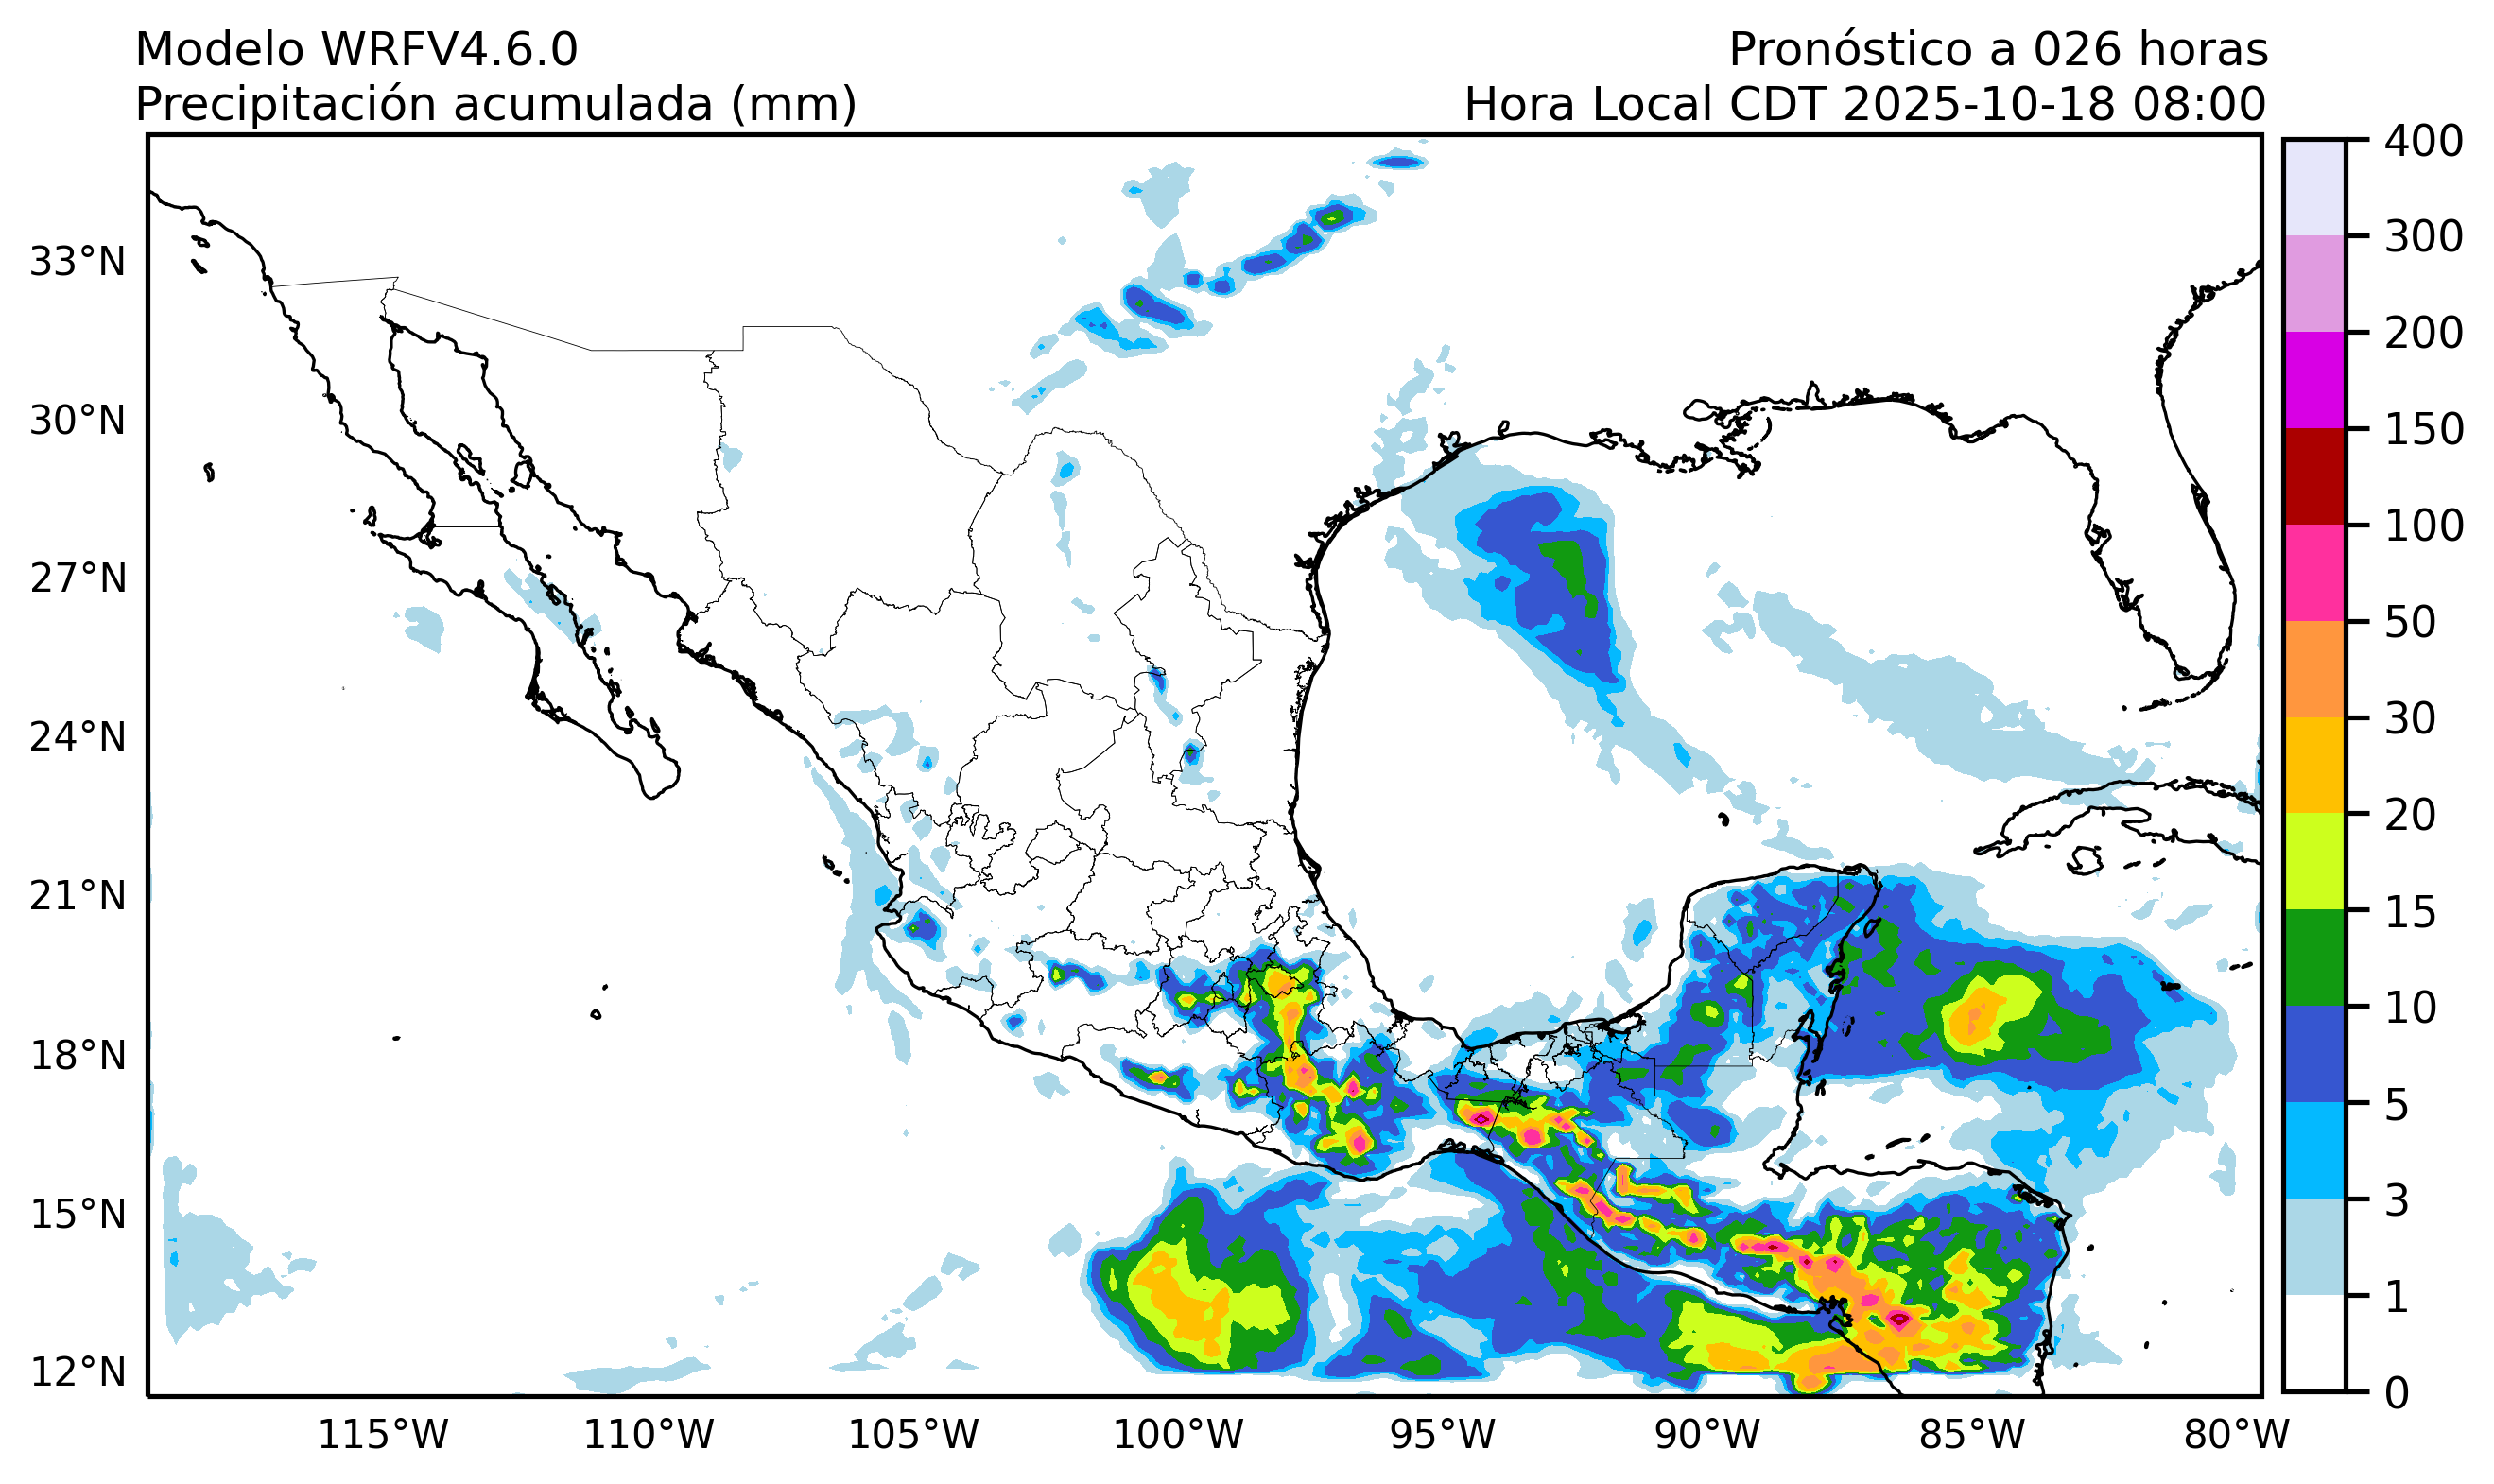 Modelo WRFV4.6.0
Pronóstico a 026 horas
Precipitación acumulada (mm)
Hora Local CDT 2025-10-18 08:00
33°N
30°N
27°N
24°N
21°N
18°N
15°N
12°N
115°W
110°W
105°W
100°W
95°W
90°W
85°W
80°W
400
300
200
150
100
50
30
20
15
10
5
3
1
0